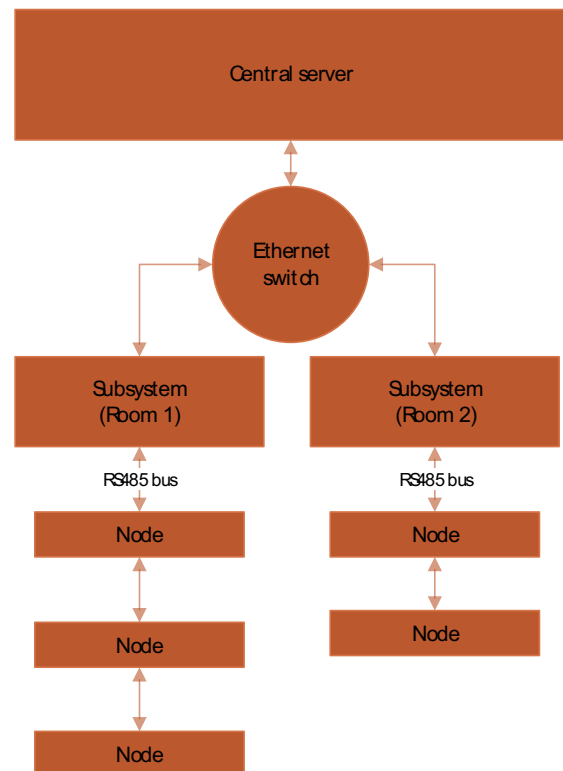 Central server
Ethernet
switch
Subsystem
(Room 1)
Subsystem
(Room 2)
RS485 bus
RS485 bus
Node
Node
Node
Node
Node